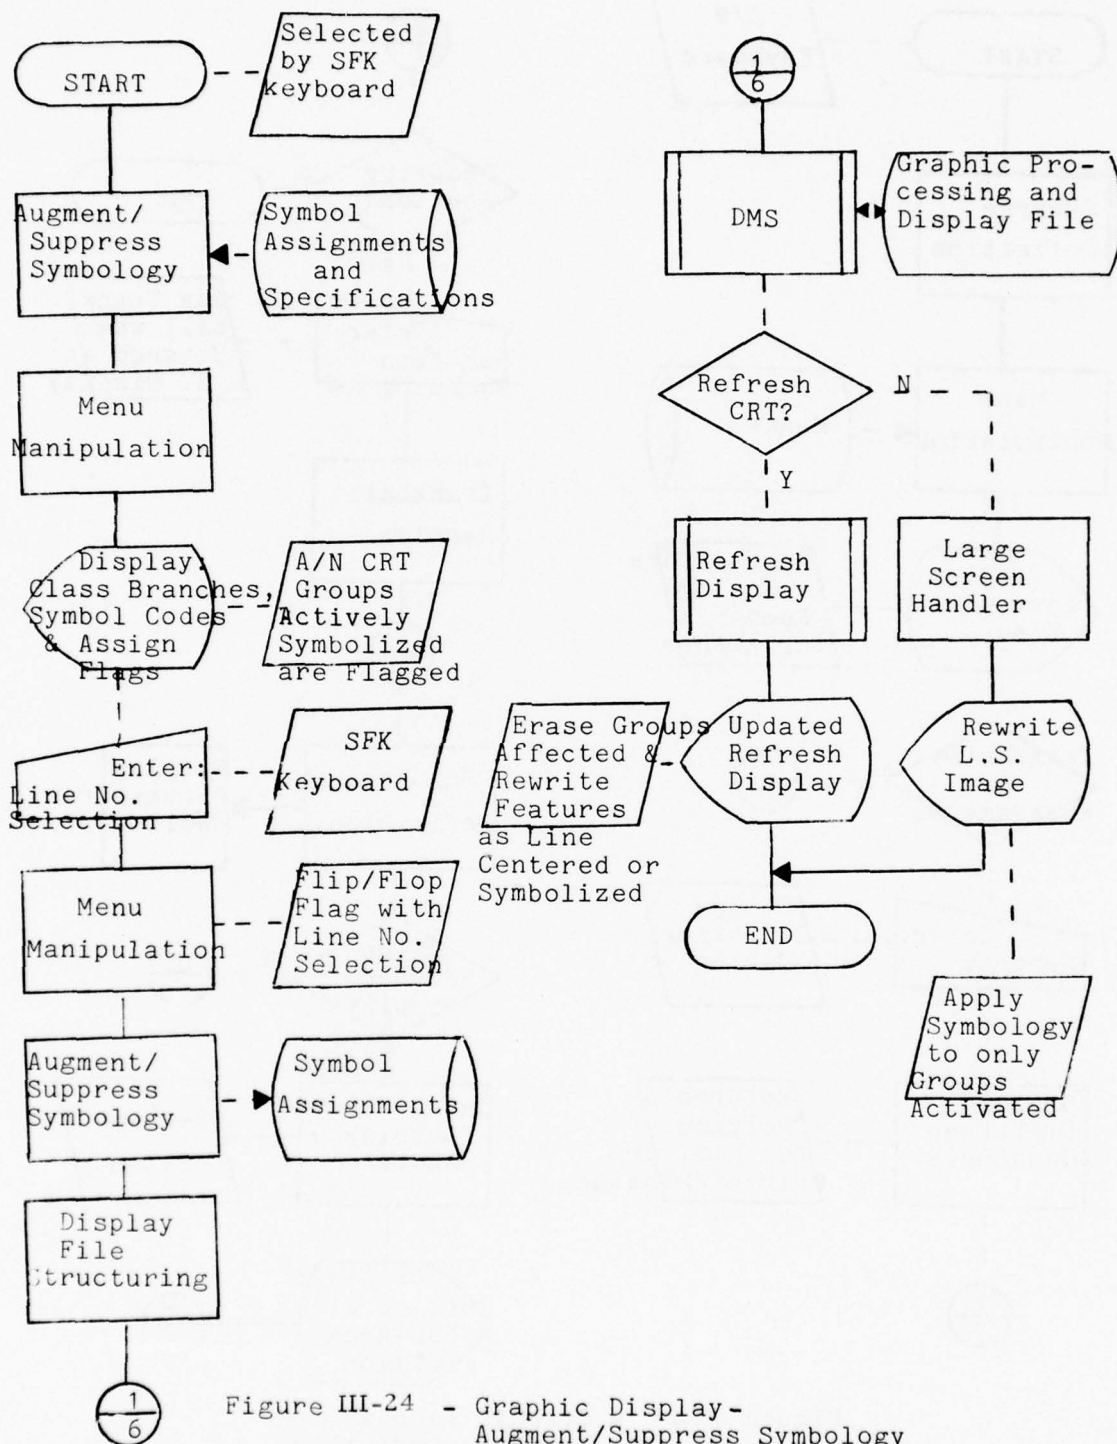 START
Selected
by SFK
keyboard
Augment/
Suppress
Symbology
Symbol
Assignments
and
Specifications
Menu
Manipulation
Display:
Class Branches,
Symbol Codes
& Assign
Flags
A/N CRT
Groups
Actively
Symbolized
are Flagged
Enter:
Line No.
Selection
SFK
Keyboard
Menu
Manipulation
Flip/Flop
Flag with
Line No.
Selection
Augment/
Suppress
Symbology
Symbol
Assignments
Display
File
Structuring
1
6
1
6
DMS
Graphic Pro-
cessing and
Display File
Refresh
CRT?
N
Y
Refresh
Display
Large
Screen
Handler
Erase Groups
Affected &
Rewrite
Features
as Line
Centered or
Symbolized
Updated
Refresh
Display
Rewrite
L.S.
Image
END
Apply
Symbology
to only
Groups
Activated
Figure III-24 - Graphic Display-
Augment/Suppress Symbology